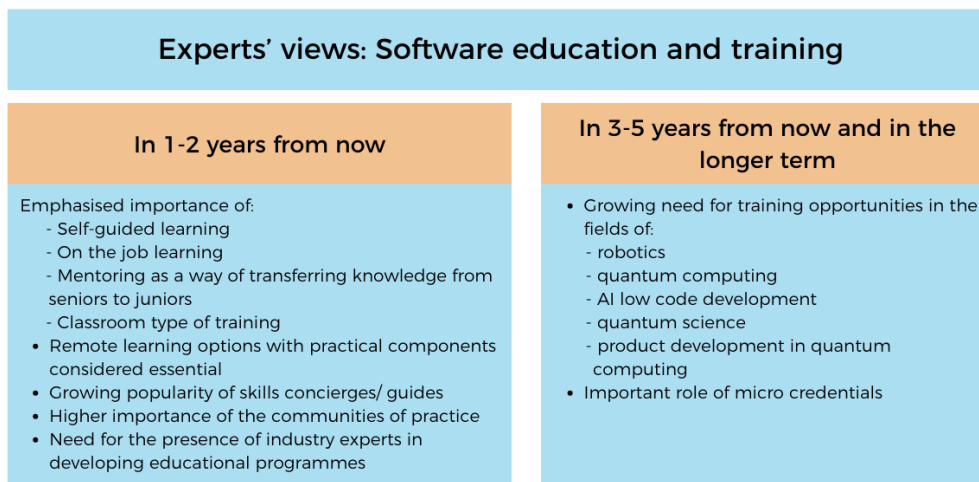 Experts’ views: Software education and training
In 1-2 years from now
Emphasised importance of:
- Self-guided learning
- On the job learning
- Mentoring as a way of transferring knowledge from
seniors to juniors
- Classroom type of training
• Remote learning options with practical components
considered essential
• Growing popularity of skills concierges/ guides
• Higher importance of the communities of practice
• Need for the presence of industry experts in
developing educational programmes
In 3-5 years from now and in the
longer term
• Growing need for training opportunities in the
fields of:
- robotics
- quantum computing
- AI low code development
- quantum science
- product development in quantum
computing
• Important role of micro credentials